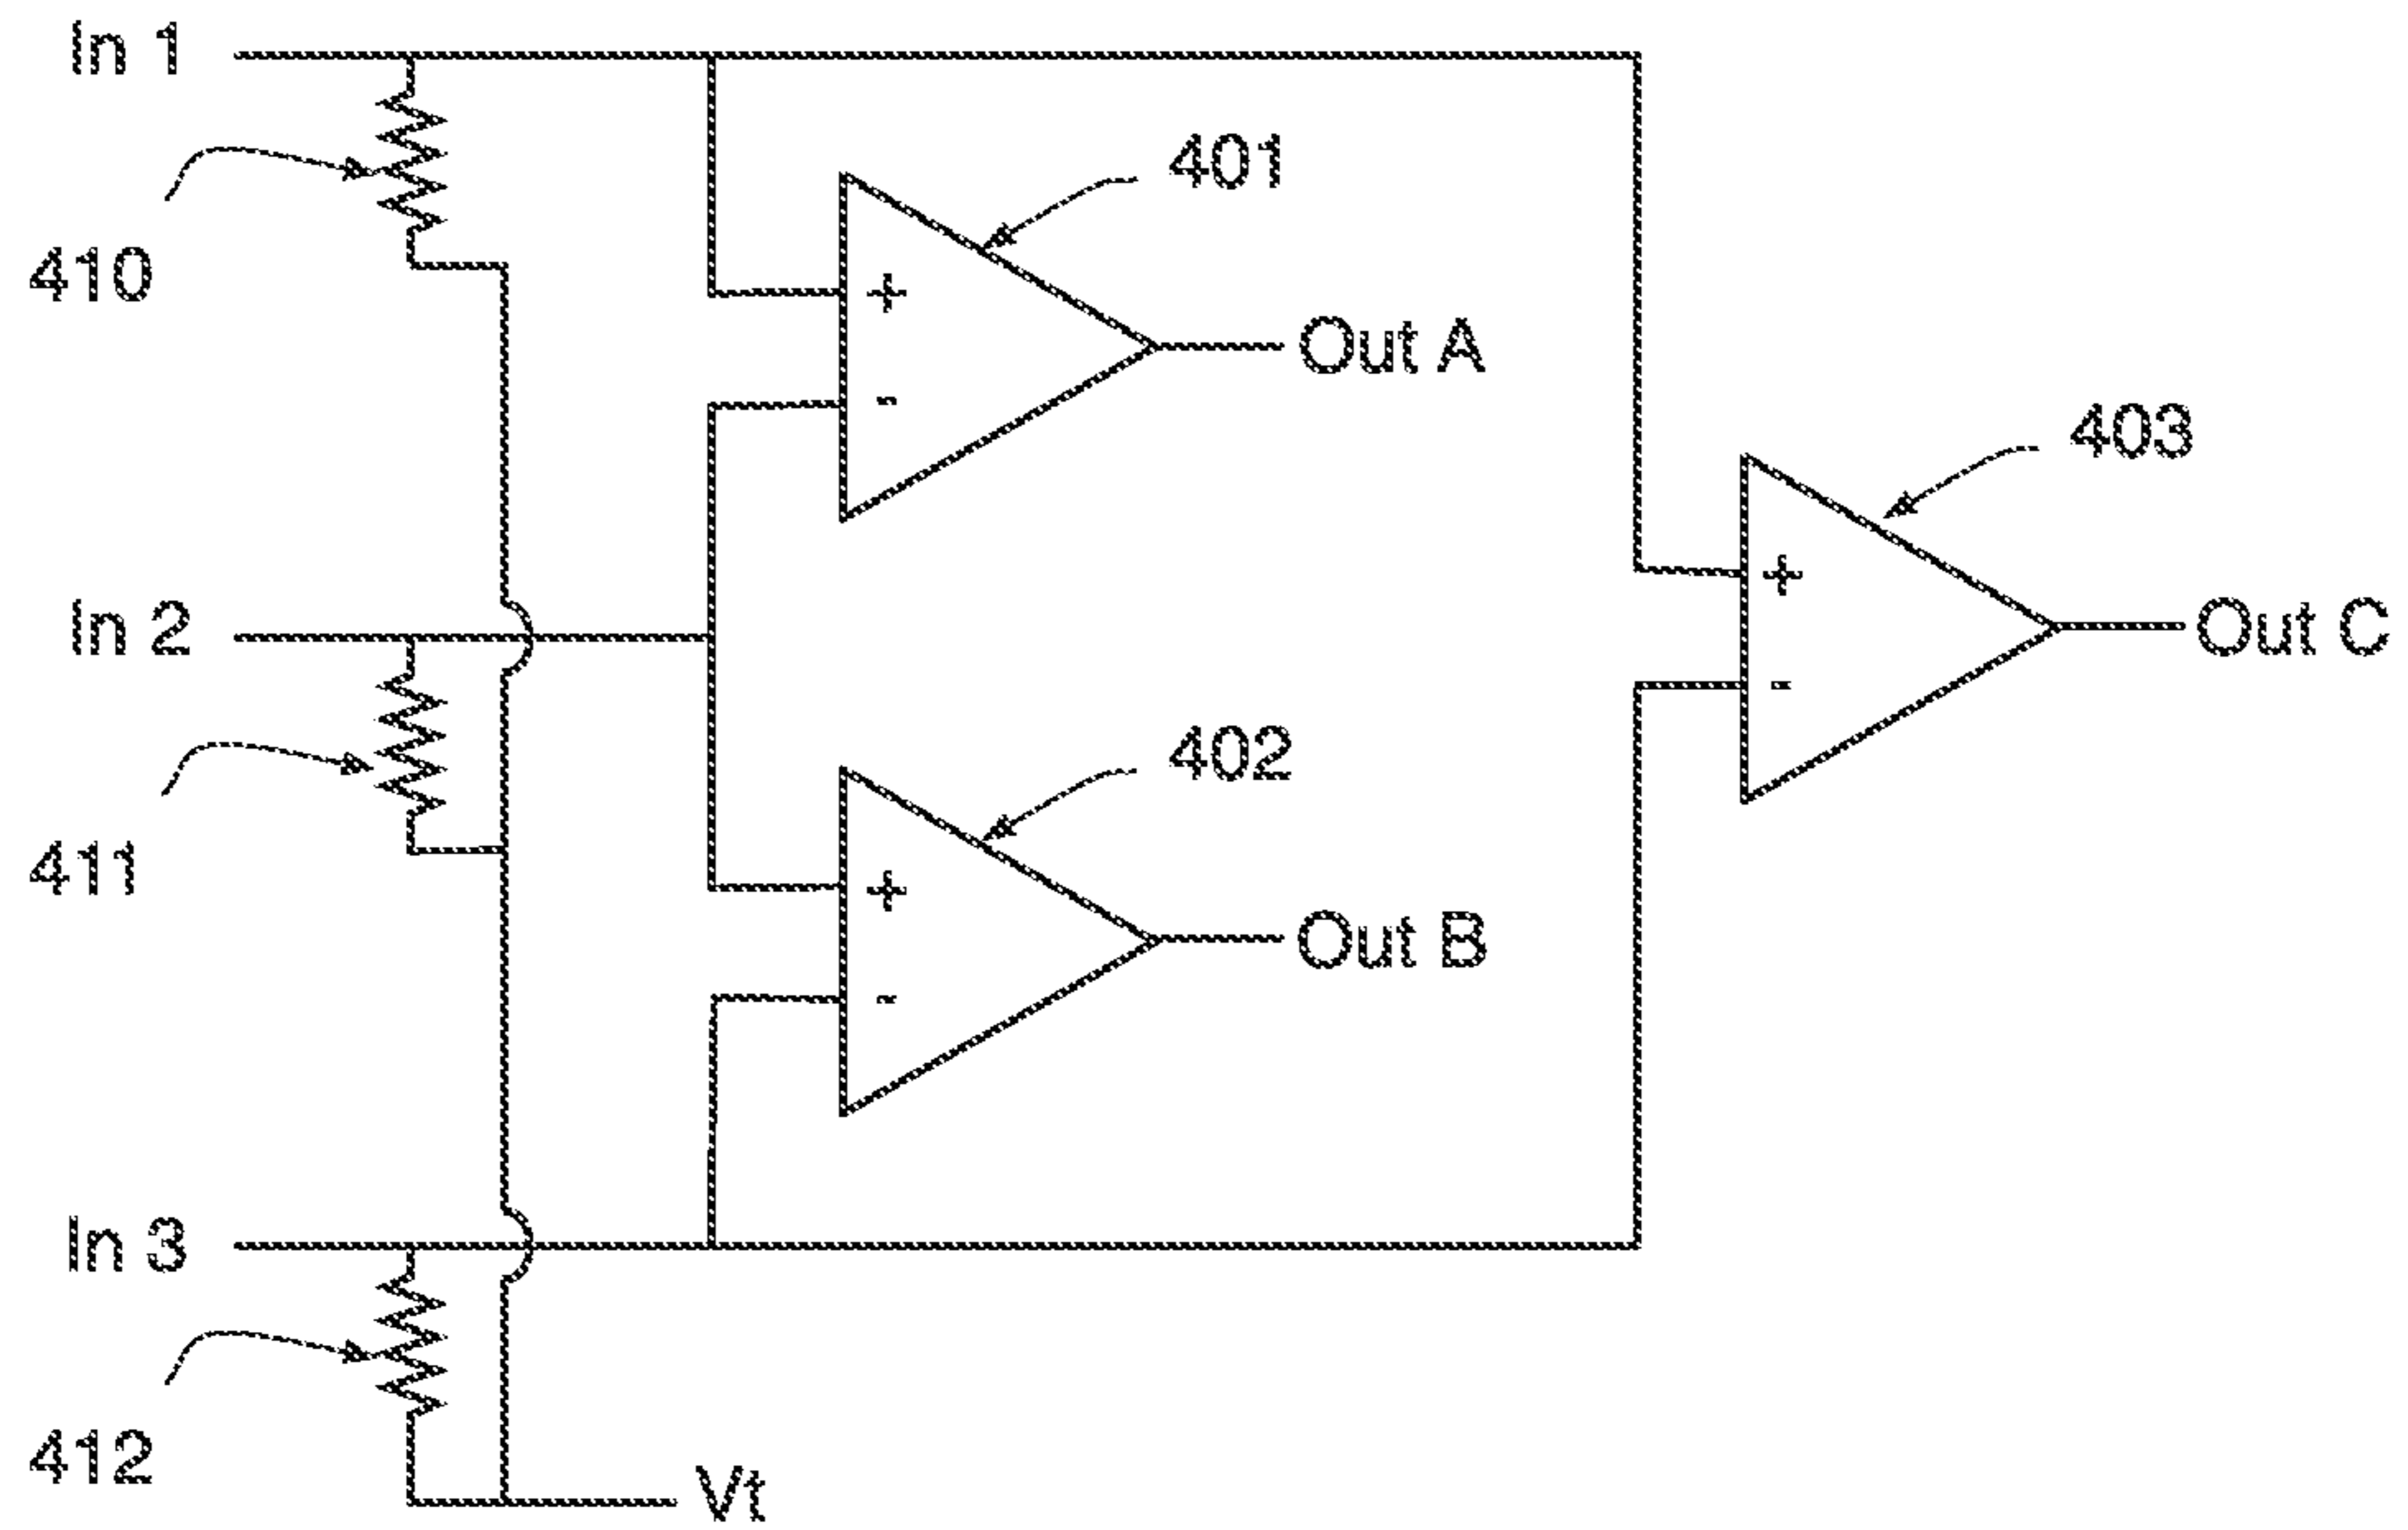 In 1
401
+
410
Out A
-
403
+
In 2
Out C
-
402
411
+
Out B
-
In 3
412
Vt